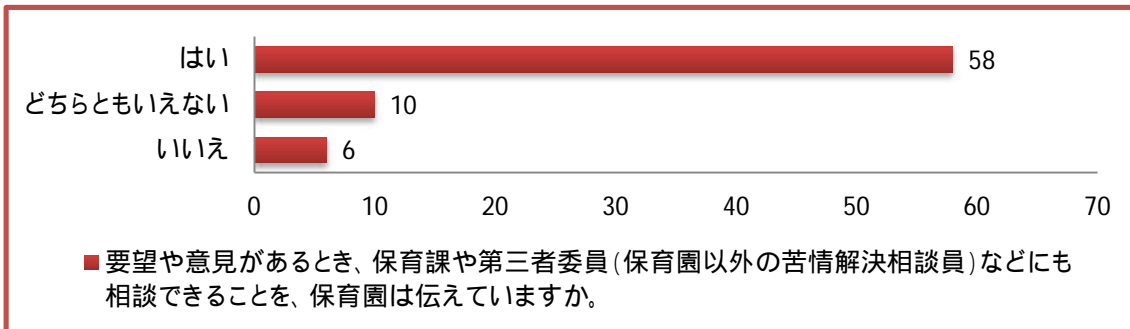 はい
58
どちらともいえない
10
いいえ
6
0 10 20 30 40 50 60 70
要望や意見があるとき、保育課や第三者委員(保育園以外の苦情解決相談員)などにも
相談できることを、保育園は伝えていますか。